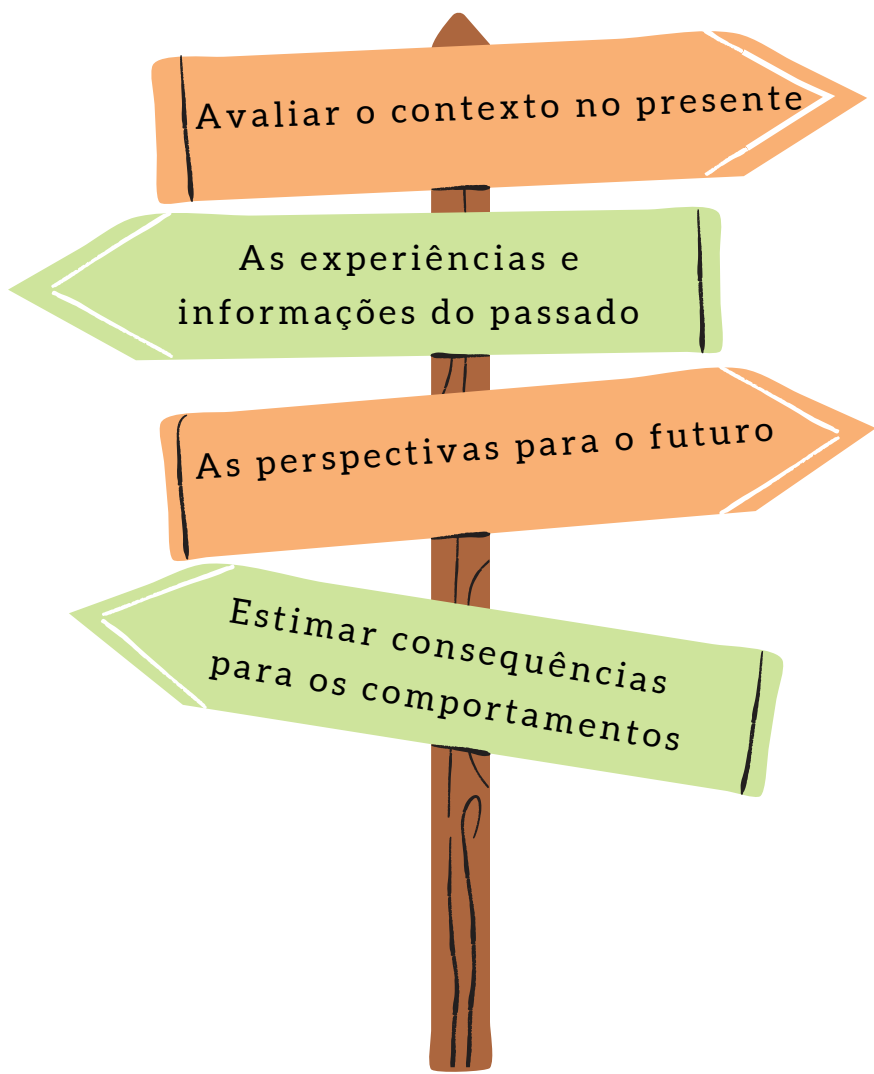 Avaliar o contexto no presente
As experiências e
informações do passado
As perspectivas para o futuro
Estimar consequências
para os comportamentos